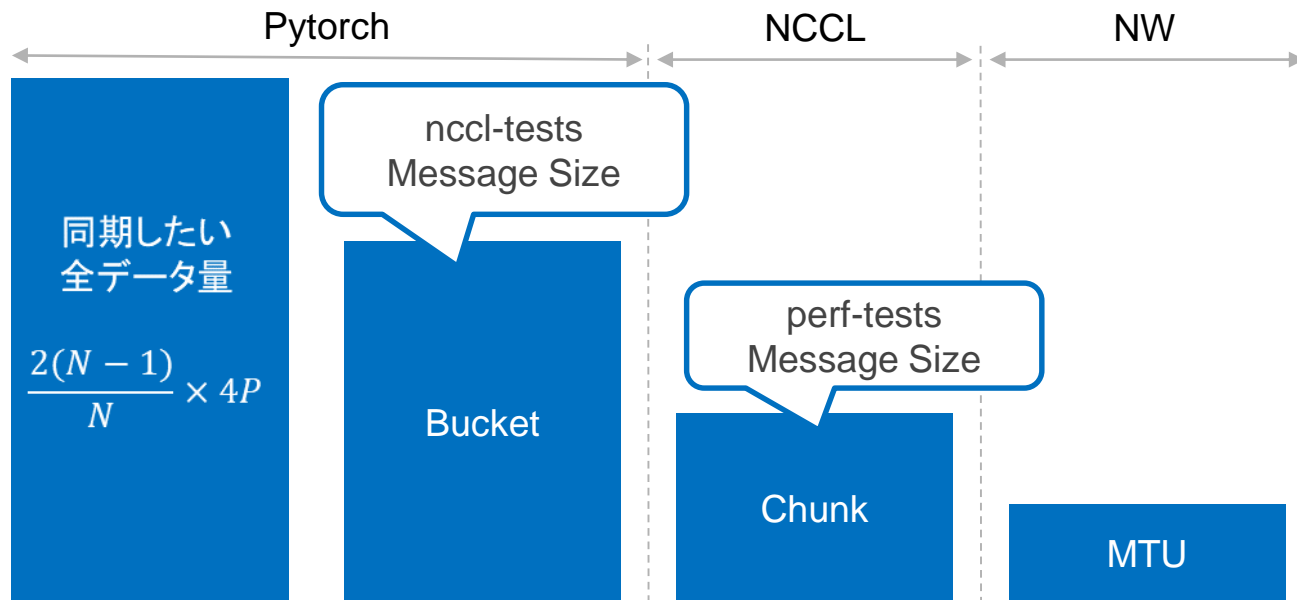 Pytorch
NCCL
NW
同期したい
全データ量
2(N − 1)
N
× 4P
nccl-tests
Message Size
Bucket
perf-tests
Message Size
Chunk
MTU